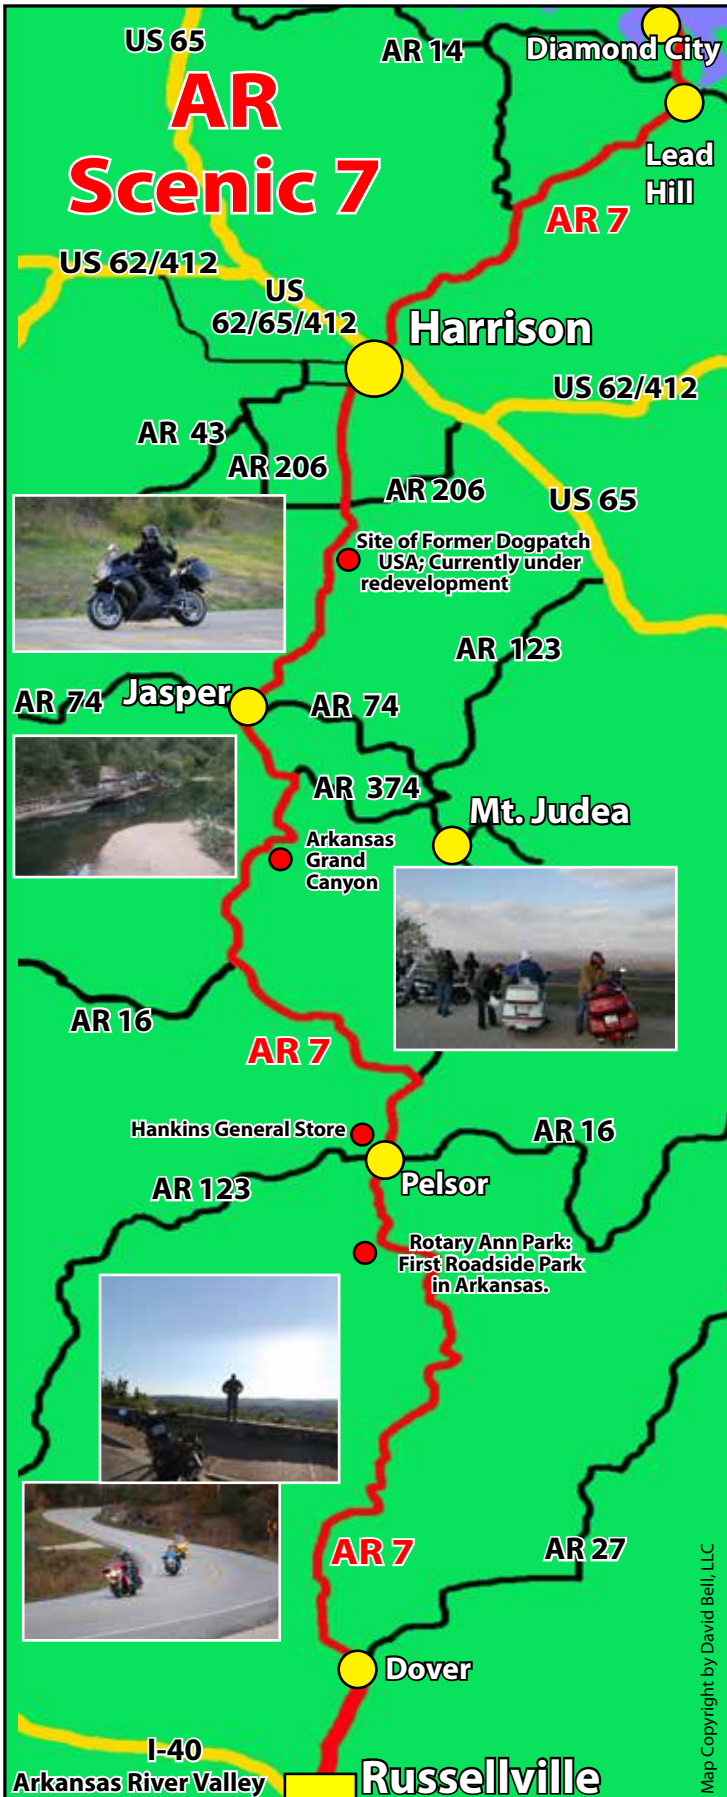 US 65
AR 14
Diamond City
AR
Scenic 7
Lead
Hill
AR 7
US 62/412
US
62/65/412
Harrison
US 62/412
AR 43
AR 206
AR 206
US 65
Site of Former Dogpatch
USA; Currently under
redevelopment
AR 123
AR 74
Jasper
AR 74
AR 374
Mt. Judea
Arkansas
Grand
Canyon
AR 16
AR 7
Hankins General Store
AR 16
AR 123
Pelsor
Rotary Ann Park:
First Roadside Park
in Arkansas.
AR 7
AR 27
Dover
I-40
Arkansas River Valley
Russellville
Map Copyright by David Bell, LLC